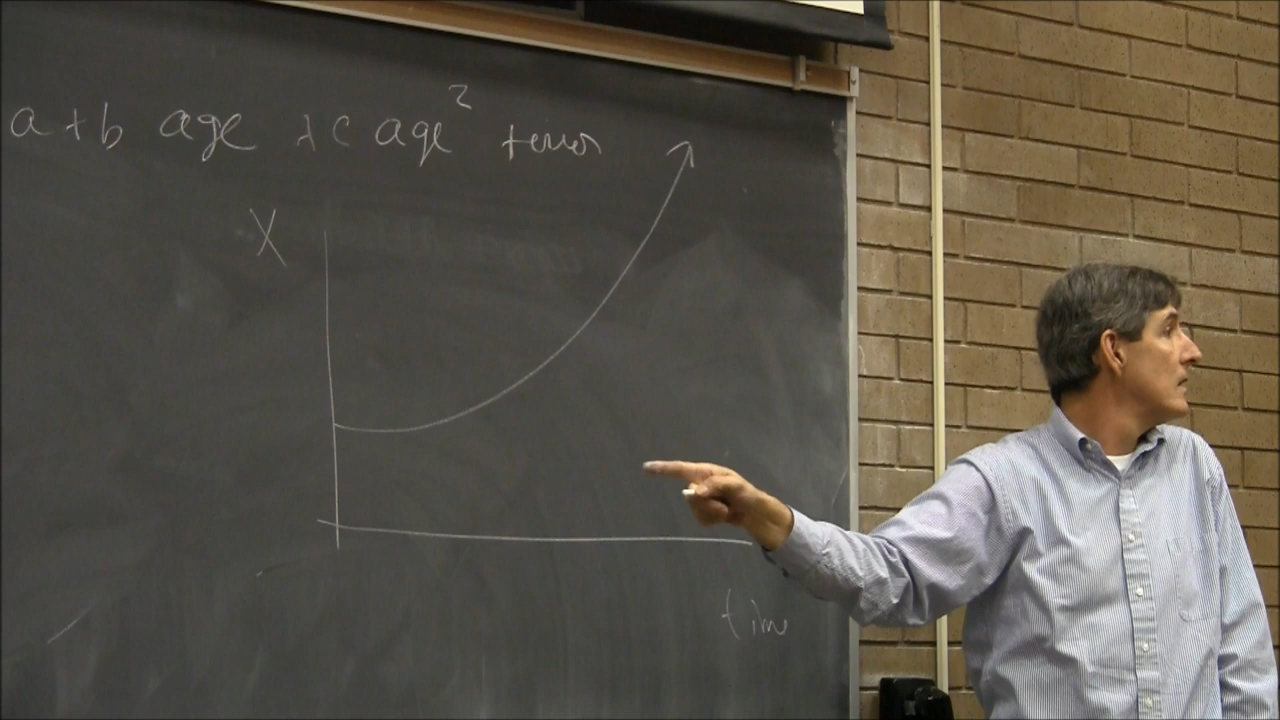 a + b age + c age² + error
X
time